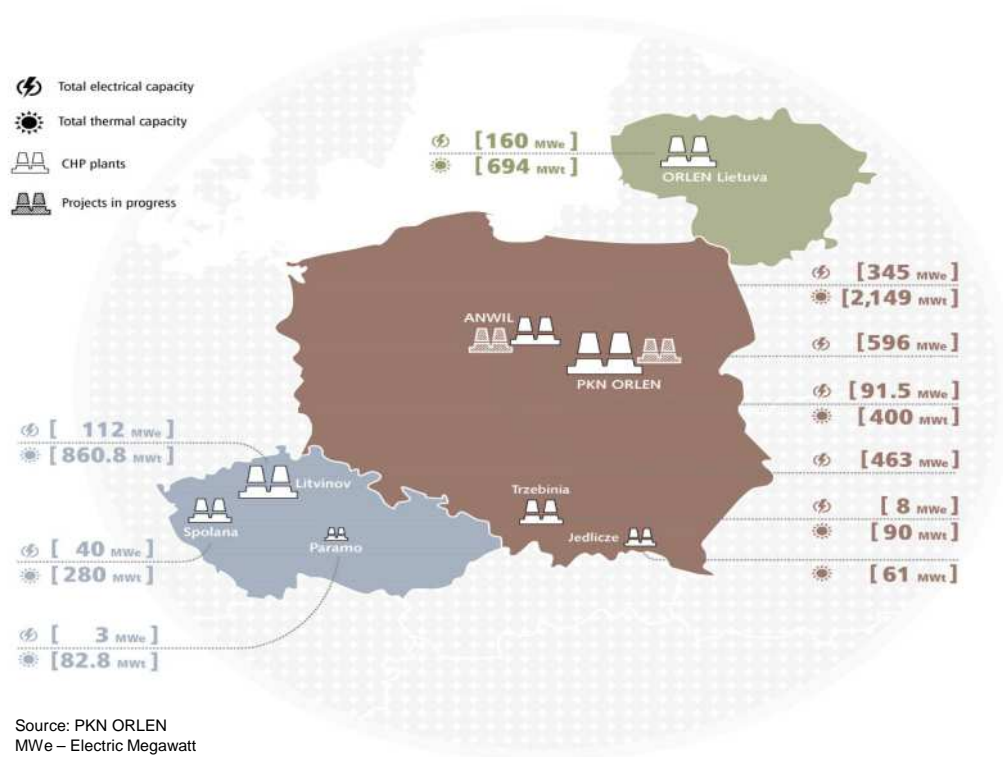 Total electrical capacity
Total thermal capacity
CHP plants
Projects in progress
[160 MWe]
[694 MWt]
ORLEN Lietuva
[345 MWe]
[2,149 MWt]
ANWIL
PKN ORLEN
[596 MWe]
[91.5 MWe]
[400 MWt]
[463 MWe]
[ 112 MWe]
[860.8 MWt]
Litvinov
Spolana
Paramo
Trzebinia
Jedlicze
[ 8 MWe]
[90 MWt]
[61 MWt]
[ 40 MWe]
[280 MWt]
[ 3 MWe]
[82.8 MWt]
Source: PKN ORLEN
MWe – Electric Megawatt